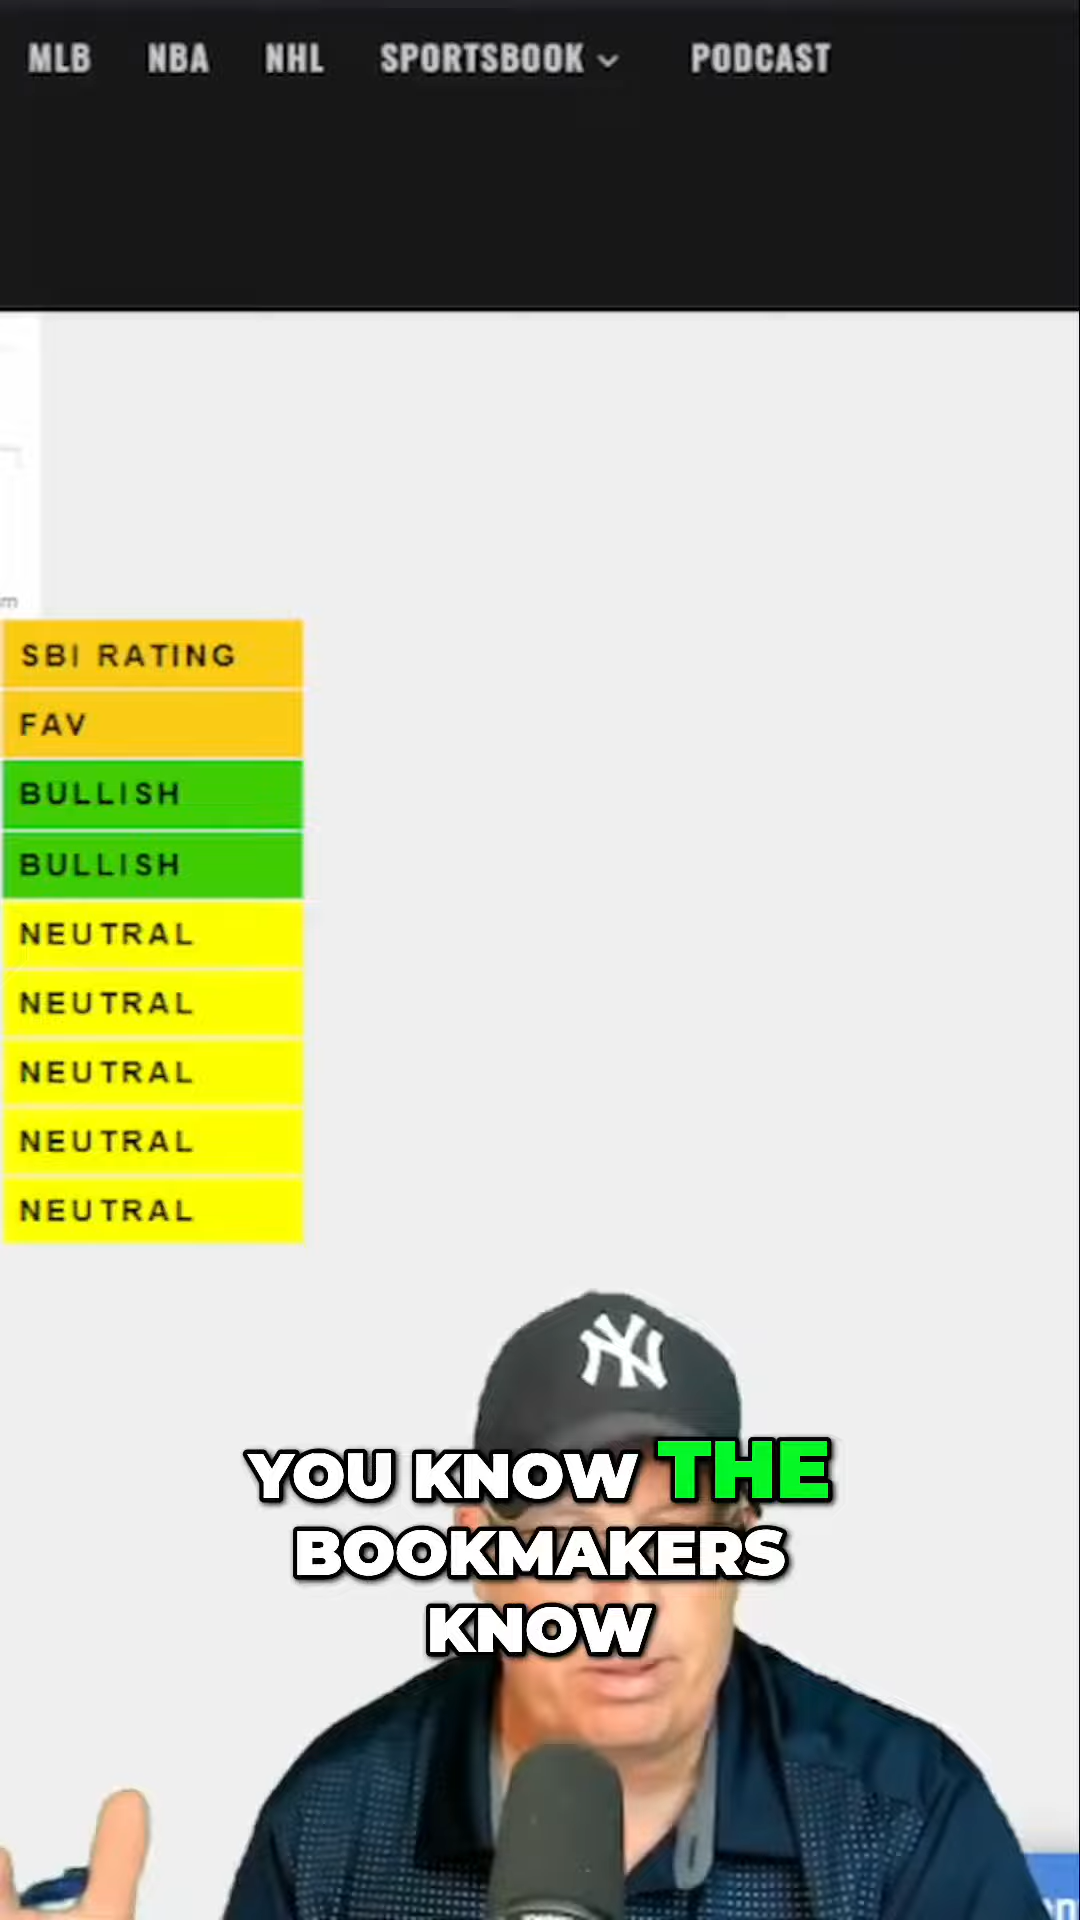 MLB NBA NHL SPORTSBOOK PODCAST
SBI RATING
FAV
BULLISH
BULLISH
NEUTRAL
NEUTRAL
NEUTRAL
NEUTRAL
NEUTRAL
NY
YOU KNOW THE
BOOKMAKERS
KNOW